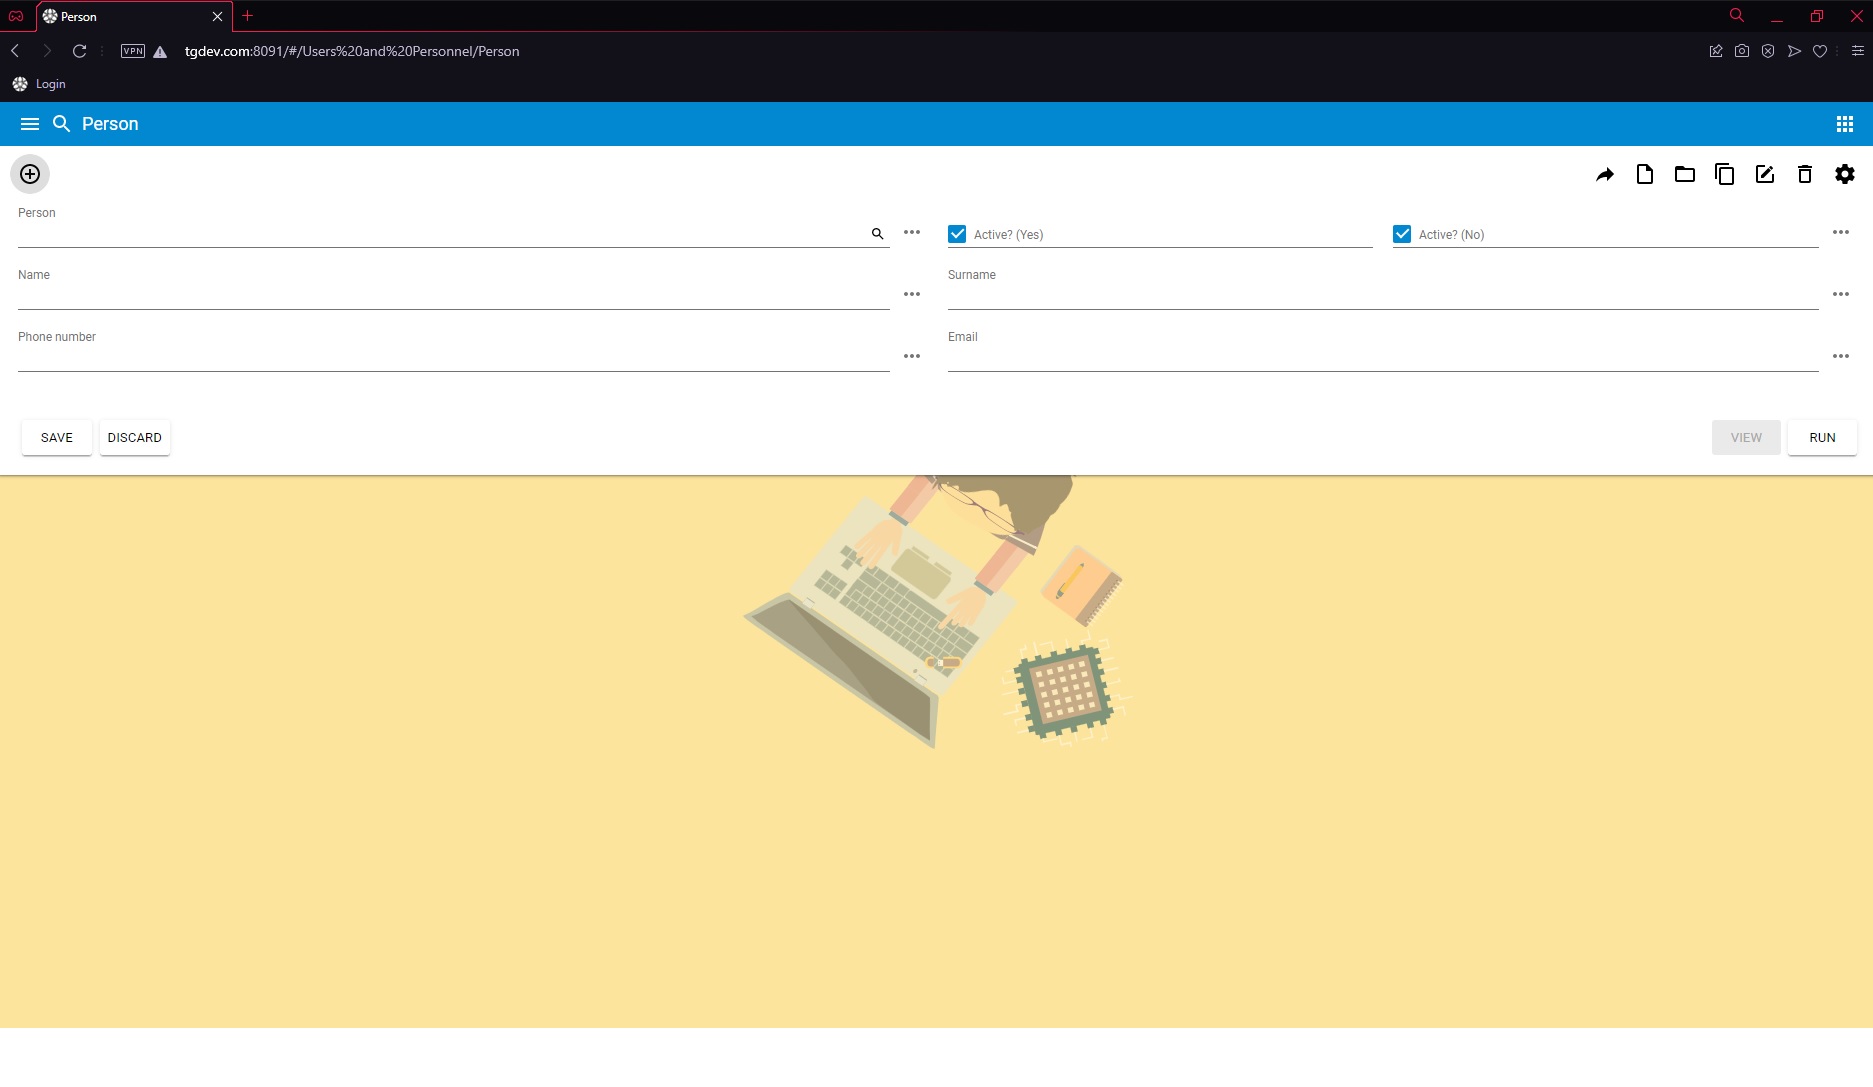 Person
VPN
tgdev.com:8091/#/Users%20and%20Personnel/Person
Login
Person
Person
Active? (Yes)
Active? (No)
Name
Surname
Phone number
Email
SAVE
DISCARD
VIEW
RUN